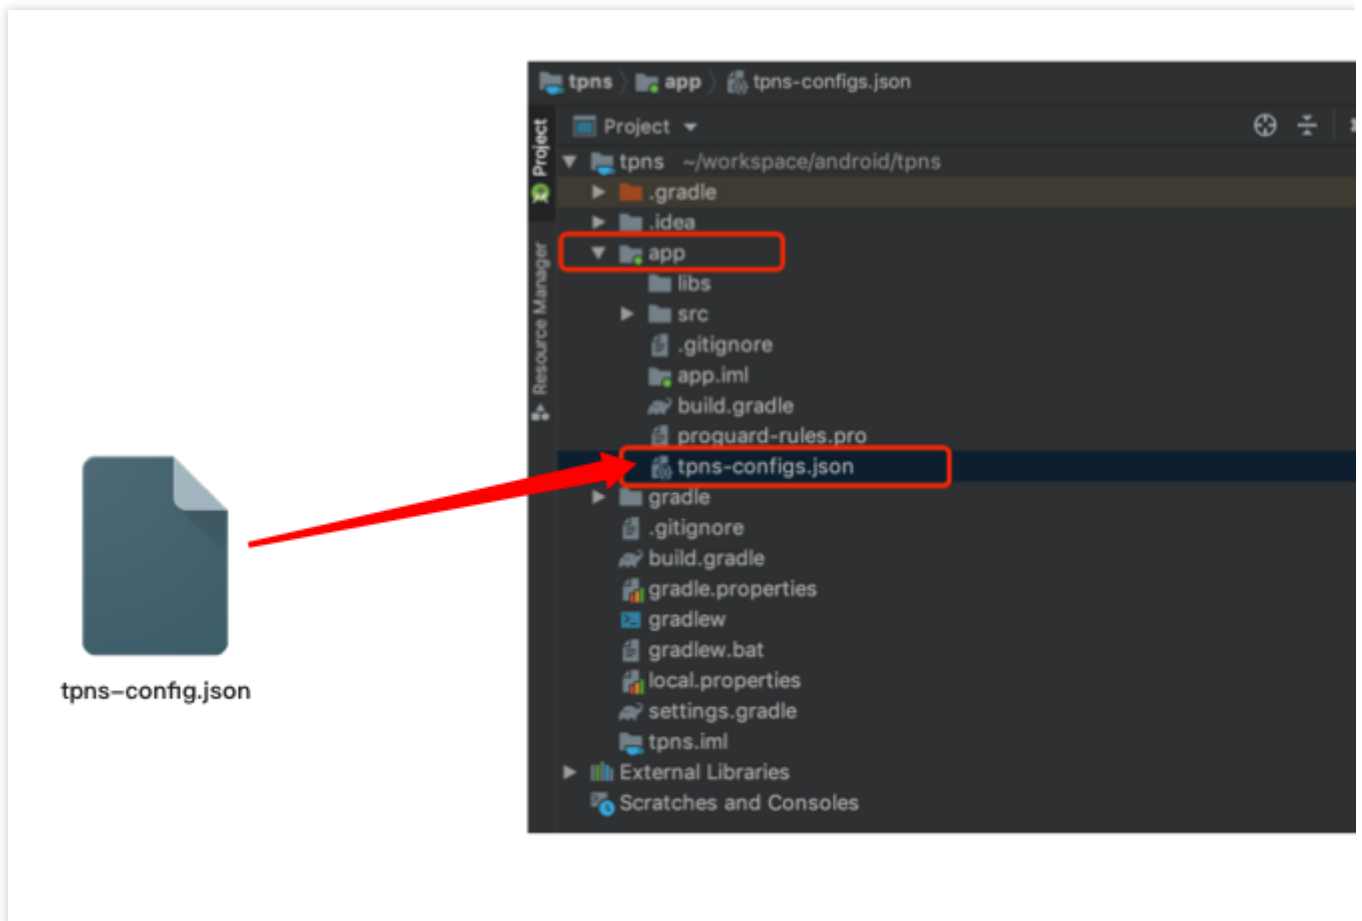 tpns app tpns-configs.json
Project
Project
Resource Manager
tpns ~/workspace/android/tpns
.gradle
.idea
app
libs
src
.gitignore
app.iml
build.gradle
proguard-rules.pro
tpns-configs.json
gradle
.gitignore
build.gradle
gradle.properties
gradlew
gradlew.bat
local.properties
settings.gradle
tpns.iml
External Libraries
Scratches and Consoles
tpns–config.json